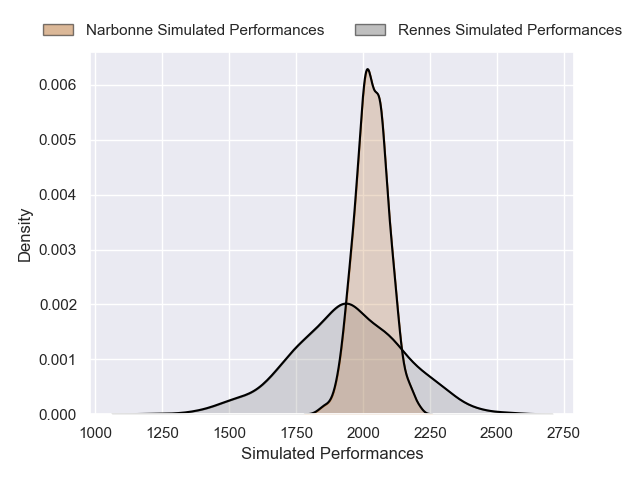 Narbonne Simulated Performances Rennes Simulated Performances
0.006
0.005
0.004
0.003
0.002
0.001
0.000
Density
1000 1250 1500 1750 2000 2250 2500 2750
Simulated Performances